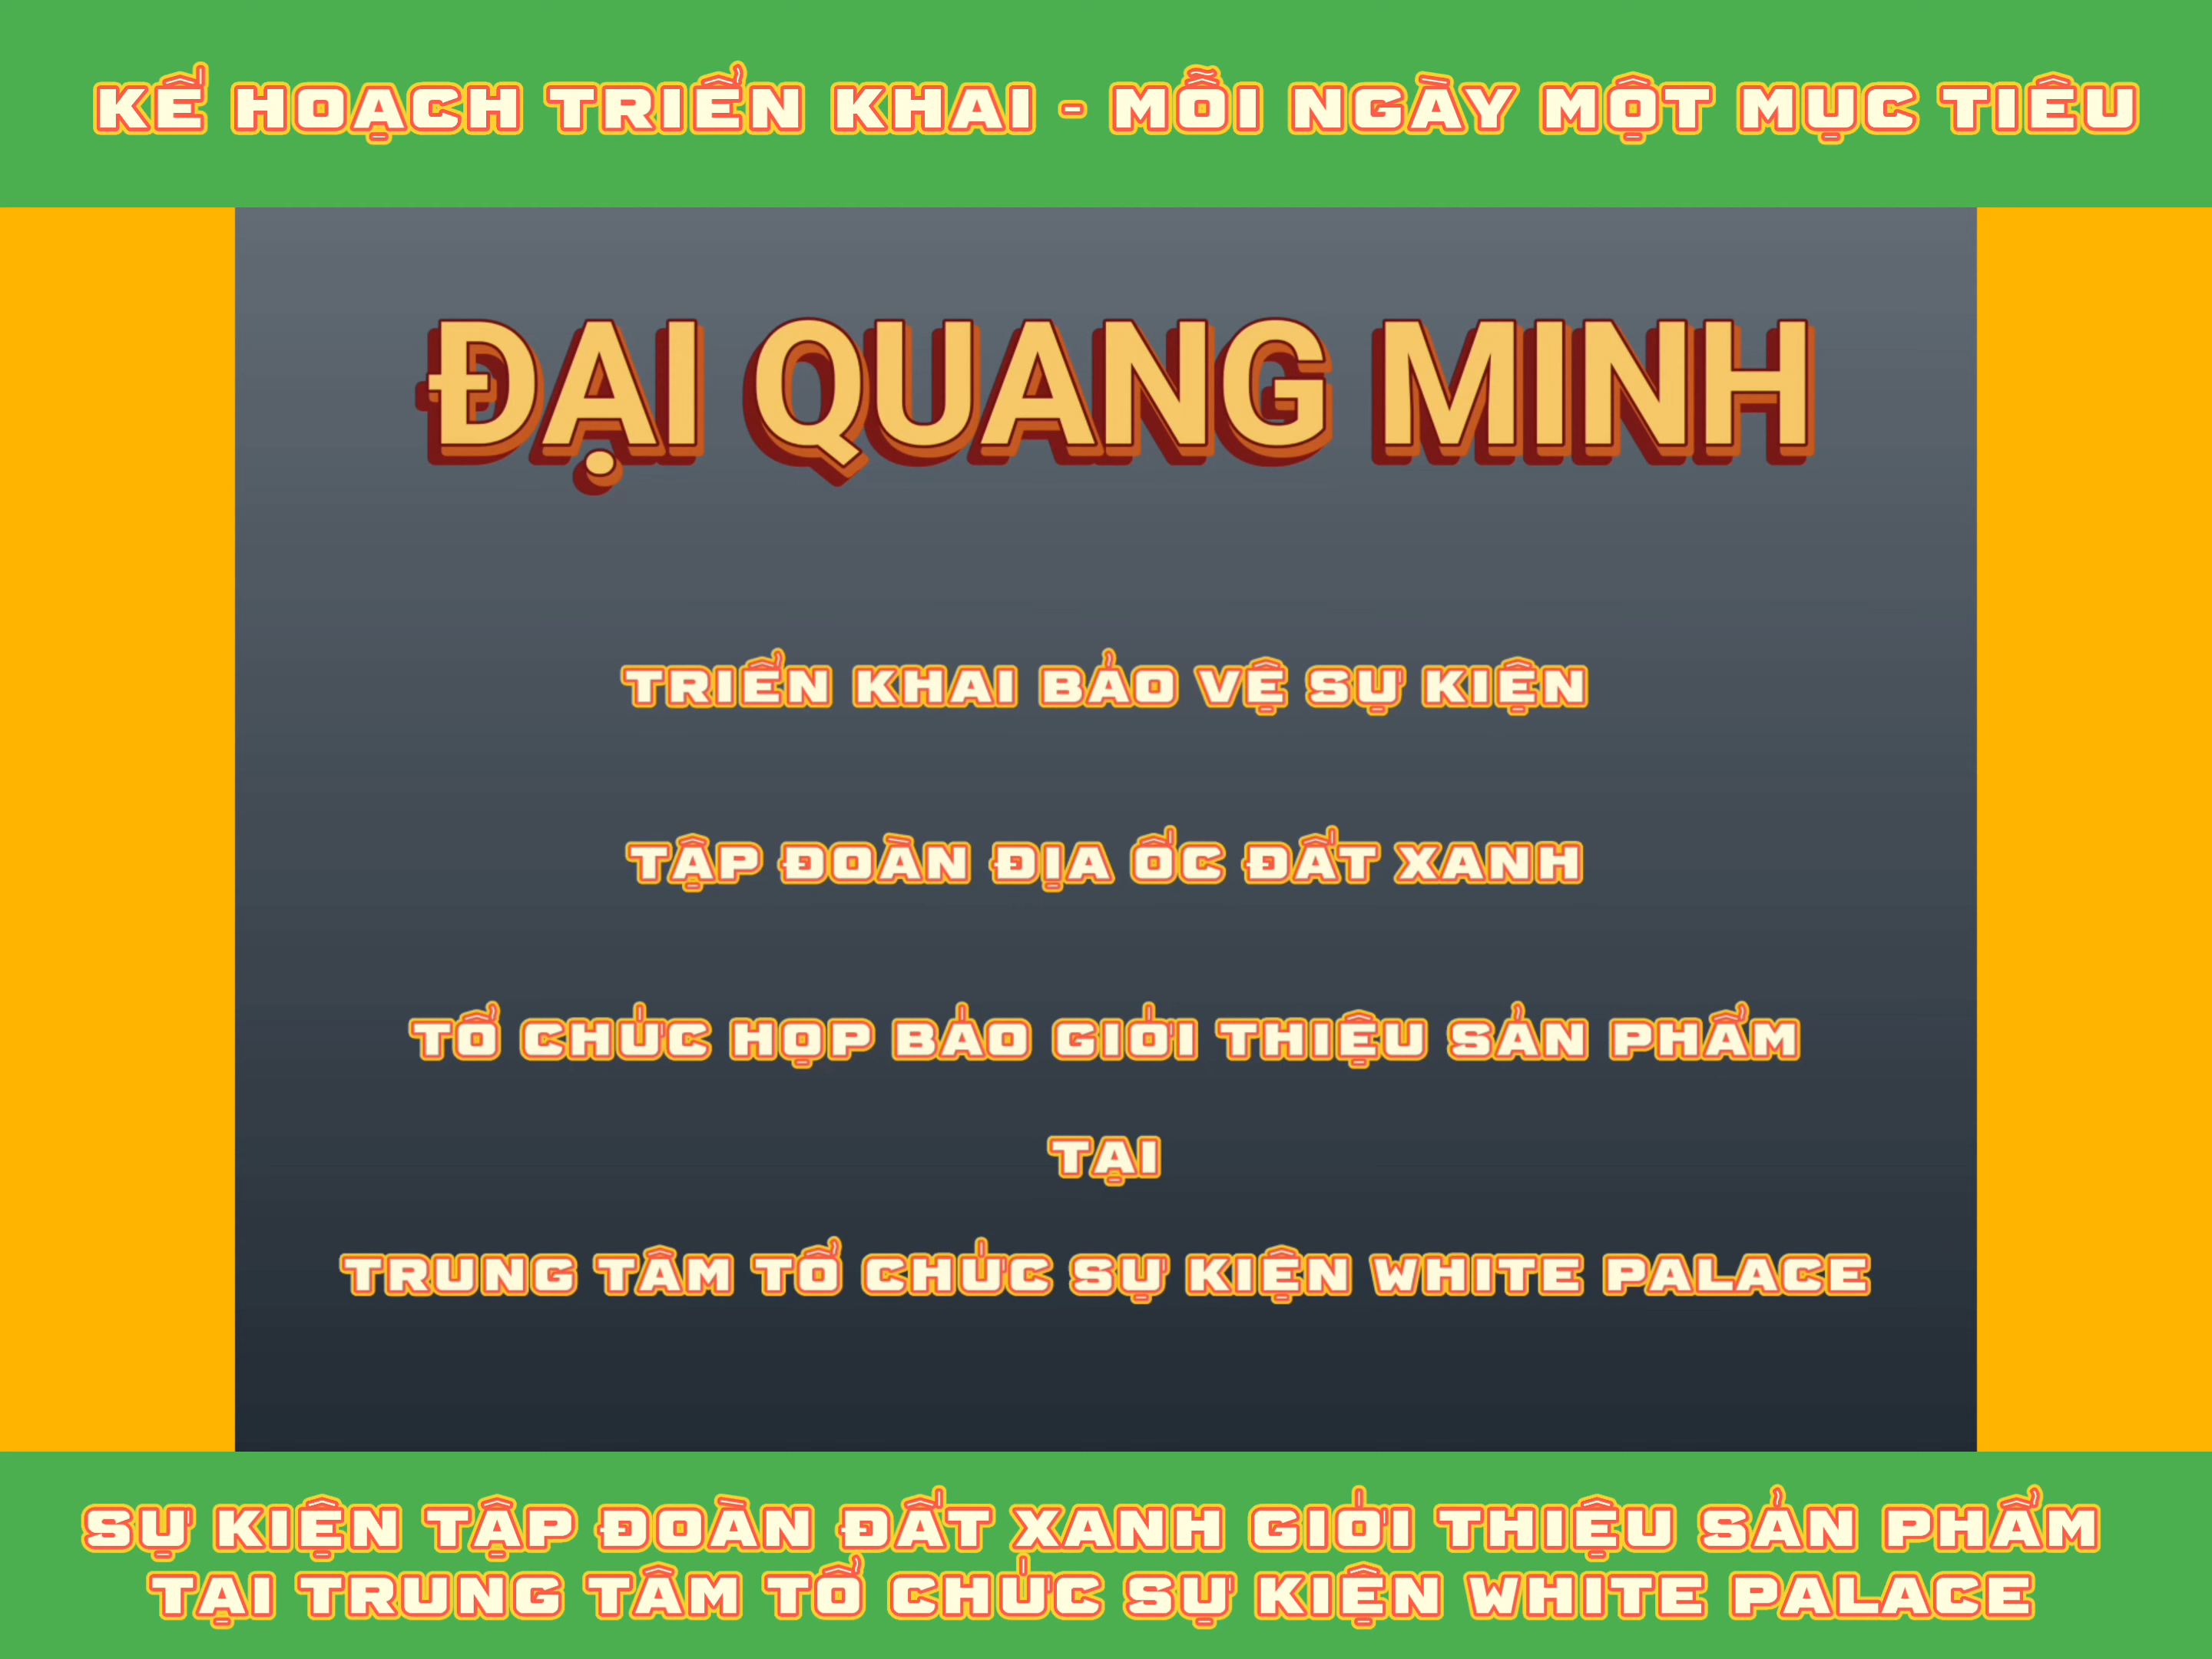 KẾ HOẠCH TRIỂN KHAI - MỖI NGÀY MỘT MỤC TIÊU
ĐẠI QUANG MINH
TRIỂN KHAI BẢO VỆ SỰ KIỆN
TẬP ĐOÀN ĐỊA ỐC ĐẤT XANH
TỔ CHỨC HỌP BÁO GIỚI THIỆU SẢN PHẨM
TẠI
TRUNG TÂM TỔ CHỨC SỰ KIỆN WHITE PALACE
SỰ KIỆN TẬP ĐOÀN ĐẤT XANH GIỚI THIỆU SẢN PHẨM
TẠI TRUNG TÂM TỔ CHỨC SỰ KIỆN WHITE PALACE